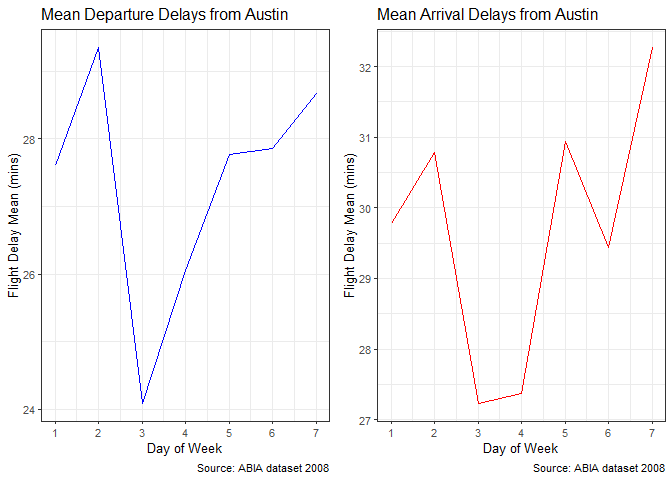 Mean Departure Delays from Austin
Flight Delay Mean (mins)
28
26
24
1 2 3 4 5 6 7
Day of Week
Source: ABIA dataset 2008
Mean Arrival Delays from Austin
Flight Delay Mean (mins)
32
31
30
29
28
27
1 2 3 4 5 6 7
Day of Week
Source: ABIA dataset 2008